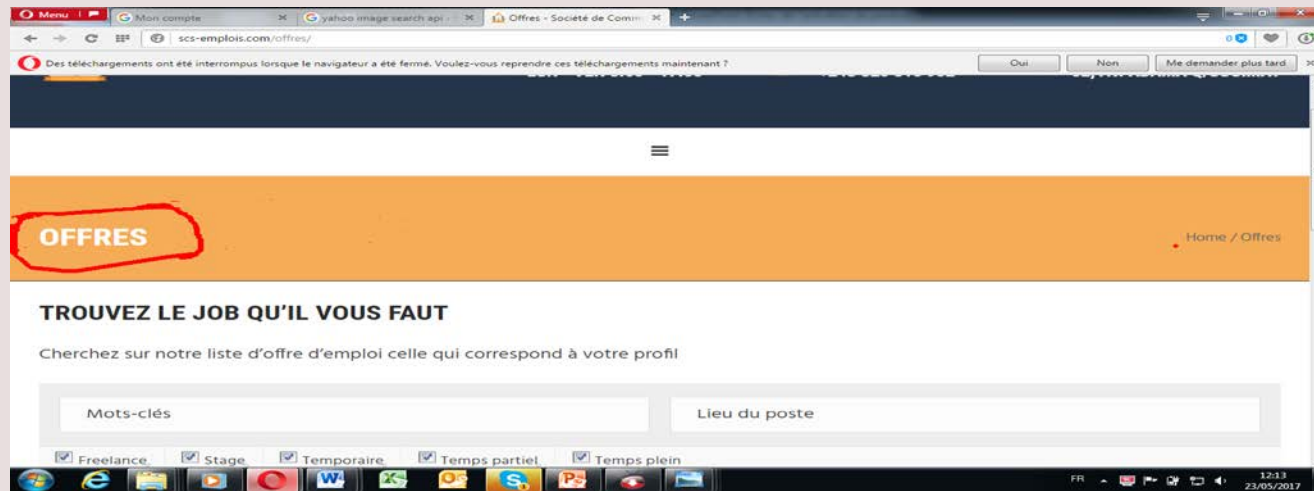 Menu
Mon compte
yahoo image search api -
Offres - Société de Comm
scs-emplois.com/offres/
0
Des téléchargements ont été interrompus lorsque le navigateur a été fermé. Voulez-vous reprendre ces téléchargements maintenant ?
Oui
Non
Me demander plus tard
OFFRES
Home / Offres
TROUVEZ LE JOB QU'IL VOUS FAUT
Cherchez sur notre liste d'offre d'emploi celle qui correspond à votre profil
Mots-clés
Lieu du poste
Freelance
Stage
Temporaire
Temps partiel
Temps plein
FR
12:13
23/05/2017